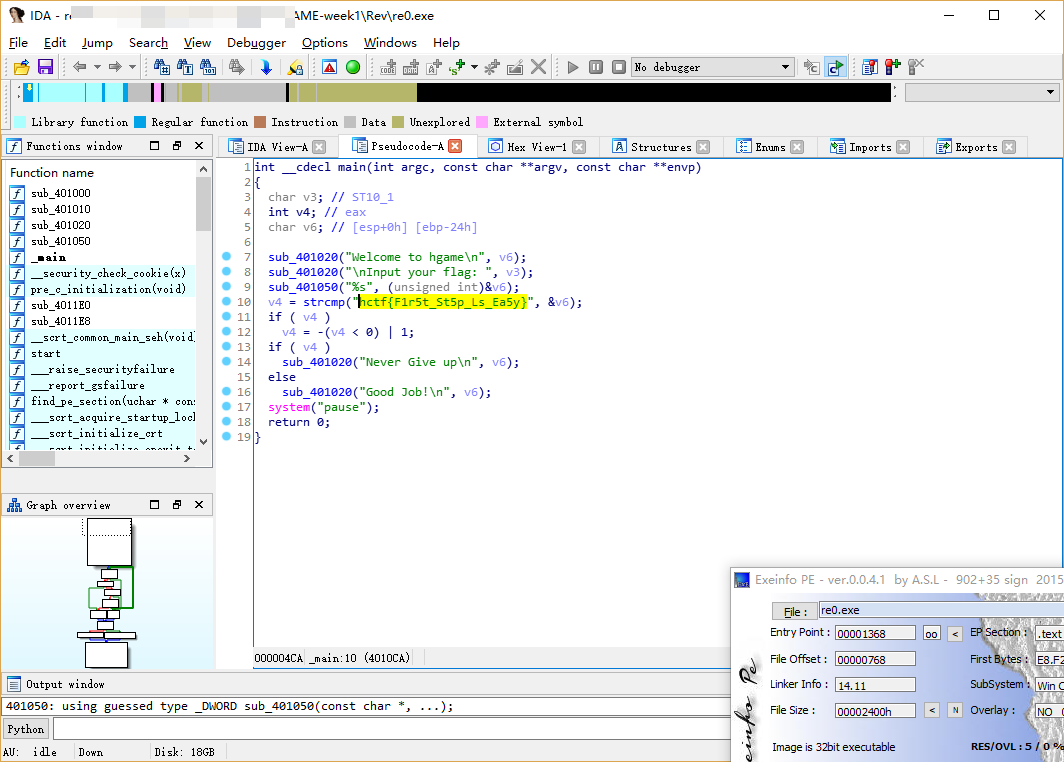 IDA - re AME-week1\Rev\re0.exe
File Edit Jump Search View Debugger Options Windows Help
No debugger
Library function Regular function Instruction Data Unexplored External symbol
Functions window
IDA View-A Pseudocode-A Hex View-1 Structures Enums Imports Exports
Function name
sub_401000
sub_401010
sub_401020
sub_401050
_main
__security_check_cookie(x)
pre_c_initialization(void)
sub_4011E0
sub_4011E8
__scrt_common_main_seh(void)
start
___raise_securityfailure
___report_gsfailure
find_pe_section(uchar * cons
___scrt_acquire_startup_loc
___scrt_initialize_crt
1 int __cdecl main(int argc, const char **argv, const char **envp)
2 {
3 char v3; // ST10_1
4 int v4; // eax
5 char v6; // [esp+0h] [ebp-24h]
6
7 sub_401020("Welcome to hgame\n", v6);
8 sub_401020("\nInput your flag: ", v3);
9 sub_401050("%s", (unsigned int)&v6);
10 v4 = strcmp("hctf{F1r5t_St5p_Ls_Ea5y}", &v6);
11 if ( v4 )
12 v4 = -(v4 < 0) | 1;
13 if ( v4 )
14 sub_401020("Never Give up\n", v6);
15 else
16 sub_401020("Good Job!\n", v6);
17 system("pause");
18 return 0;
19 }
Graph overview
000004CA _main:10 (4010CA)
Output window
401050: using guessed type _DWORD sub_401050(const char *, ...);
Python
AU: idle Down Disk: 18GB
Exeinfo PE - ver.0.0.4.1 by A.S.L - 902+35 sign 2015
File : re0.exe
Entry Point : 00001368 oo < EP Section : .text
File Offset : 00000768 First Bytes : E8.F2
Linker Info : 14.11 SubSystem : Win
File Size : 00002400h < N Overlay : NO
Image is 32bit executable RES/OVL : 5 / 0 %